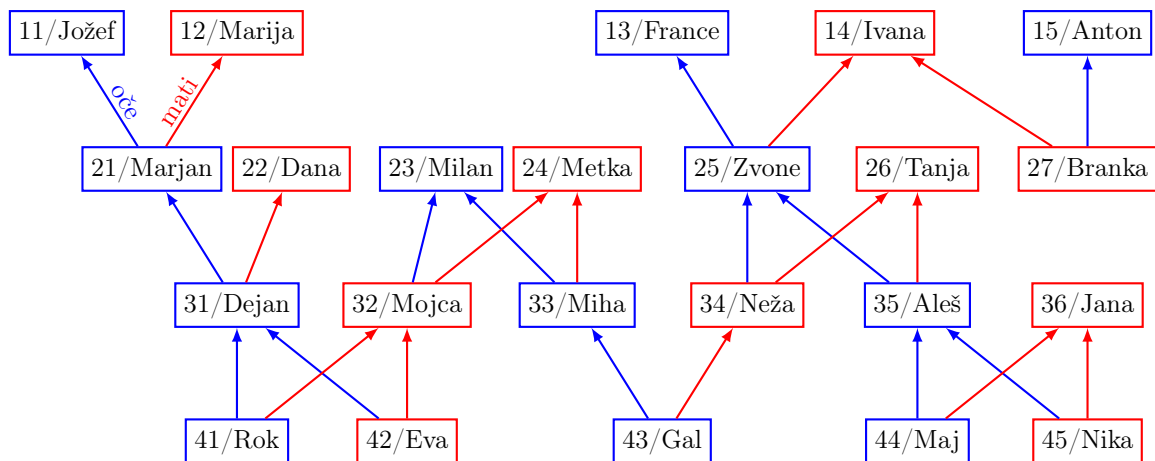 11/Jožef
12/Marija
13/France
14/Ivana
15/Anton
oče
mati
21/Marjan
22/Dana
23/Milan
24/Metka
25/Zvone
26/Tanja
27/Branka
31/Dejan
32/Mojca
33/Miha
34/Neža
35/Aleš
36/Jana
41/Rok
42/Eva
43/Gal
44/Maj
45/Nika